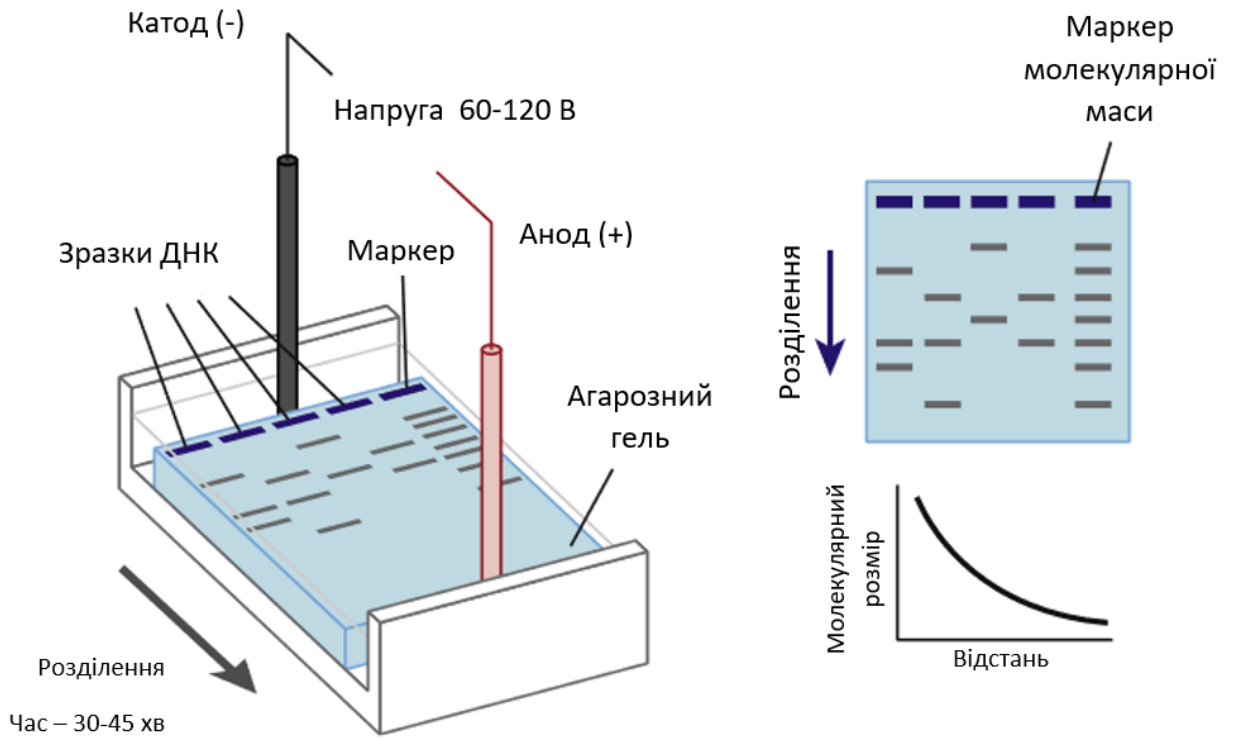 Катод (-)
Напруга 60-120 В
Анод (+)
Зразки ДНК
Маркер
Агарозний
гель
Розділення
Час – 30-45 хв
Маркер
молекулярної
маси
Розділення
Молекулярний
розмір
Відстань